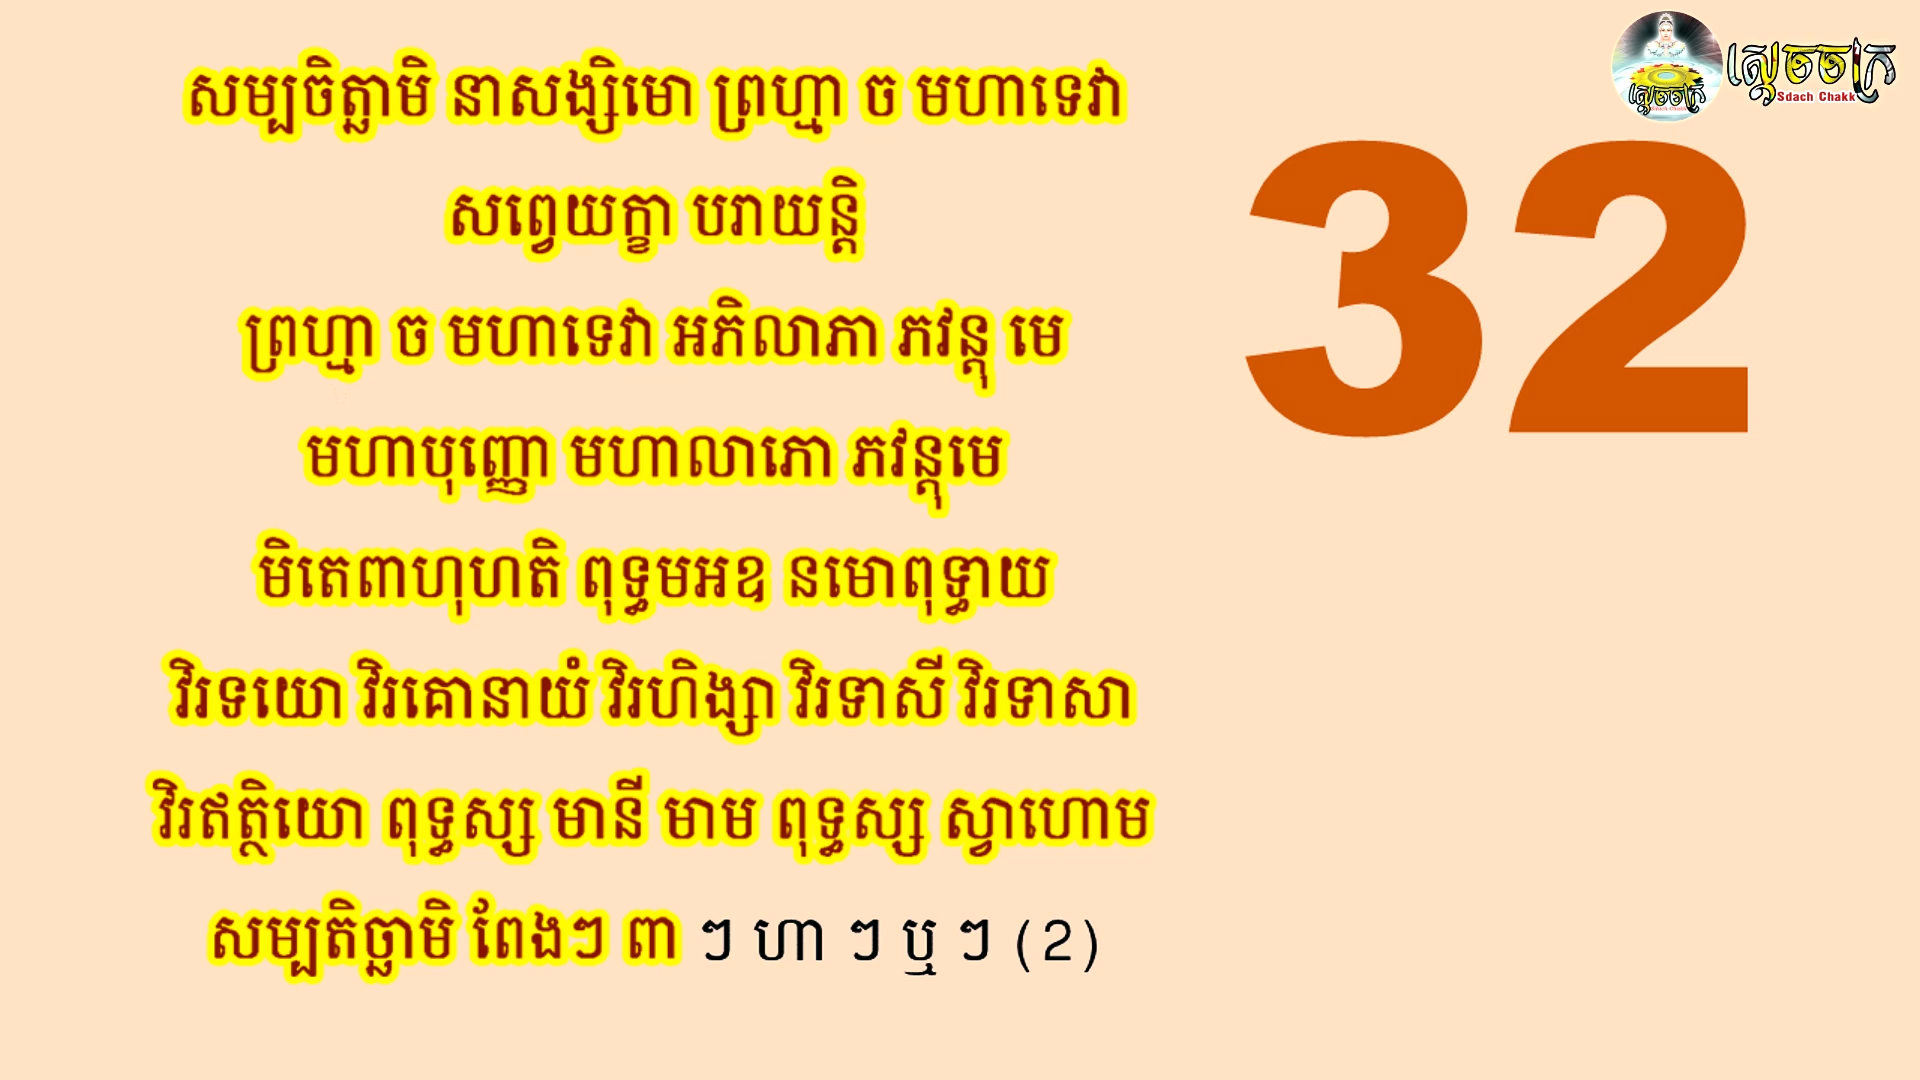 សម្បចិត្ឆាមិ នាសង្សិមោ ព្រហ្មា ច មហាទេវា
សព្វេយក្ខា បរាយន្តិ
ព្រហ្មា ច មហាទេវា អភិលាភា ភវន្តុ មេ
មហាបុញ្ញោ មហាលាភោ ភវន្តុមេ
មិតេពាហុហតិ ពុទ្ធមអឧ នមោពុទ្ធាយ
វិរទយោ វិរគោនាយំ វិរហិង្សា វិរទាសី វិរទាសា
វិរឥត្ថិយោ ពុទ្ធស្ស មានី មាម ពុទ្ធស្ស ស្វាហោម
សម្បតិច្ឆាមិ ពែងៗ ពា ៗ ហា ៗ ឬ ៗ (2)
32
ស្តេចចក្រ
Sdach Chakk
ស្តេចចក្រ